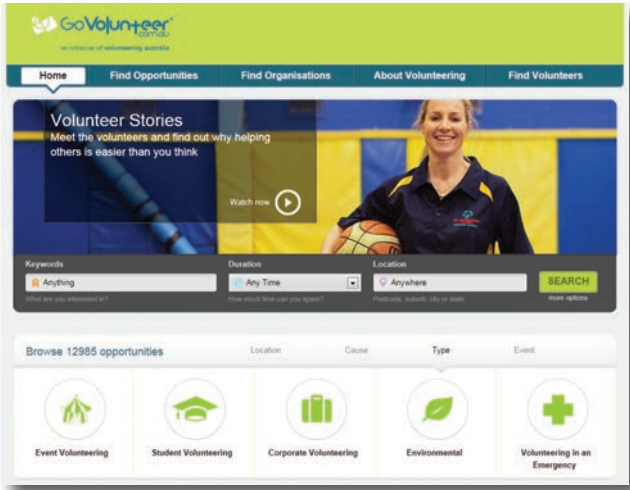 GoVolunteer
.com.au
an initiative of volunteering australia
Home Find Opportunities Find Organisations About Volunteering Find Volunteers
Volunteer Stories
Meet the volunteers and find out why helping
others is easier than you think
Watch now
Keywords Duration Location
Anything Any Time Anywhere SEARCH
What are you interested in? How much time can you spare? Postcode, suburb, city or state more options
Browse 12985 opportunities Location Cause Type Event
Event Volunteering Student Volunteering Corporate Volunteering Environmental Volunteering in an
Emergency